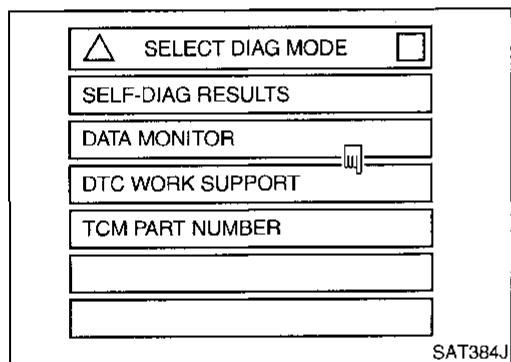 SELECT DIAG MODE
SELF-DIAG RESULTS
DATA MONITOR
DTC WORK SUPPORT
TCM PART NUMBER
SAT384J